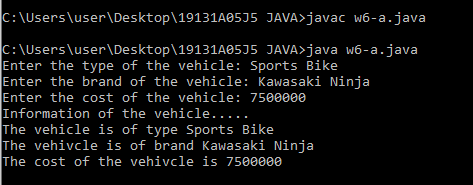 C:\Users\user\Desktop\19131A05J5 JAVA>javac w6-a.java
C:\Users\user\Desktop\19131A05J5 JAVA>java w6-a.java
Enter the type of the vehicle: Sports Bike
Enter the brand of the vehicle: Kawasaki Ninja
Enter the cost of the vehicle: 7500000
Information of the vehicle.....
The vehicle is of type Sports Bike
The vehivcle is of brand Kawasaki Ninja
The cost of the vehivcle is 7500000